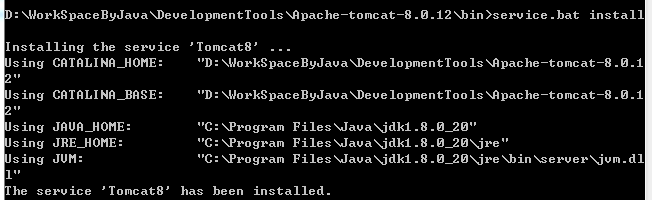 D:\WorkSpaceByJava\DevelopmentTools\Apache-tomcat-8.0.12\bin>service.bat install
Installing the service 'Tomcat8' ...
Using CATALINA_HOME:    "D:\WorkSpaceByJava\DevelopmentTools\Apache-tomcat-8.0.1
2"
Using CATALINA_BASE:    "D:\WorkSpaceByJava\DevelopmentTools\Apache-tomcat-8.0.1
2"
Using JAVA_HOME:        "C:\Program Files\Java\jdk1.8.0_20"
Using JRE_HOME:         "C:\Program Files\Java\jdk1.8.0_20\jre"
Using JVM:              "C:\Program Files\Java\jdk1.8.0_20\jre\bin\server\jvm.dl
l"
The service 'Tomcat8' has been installed.